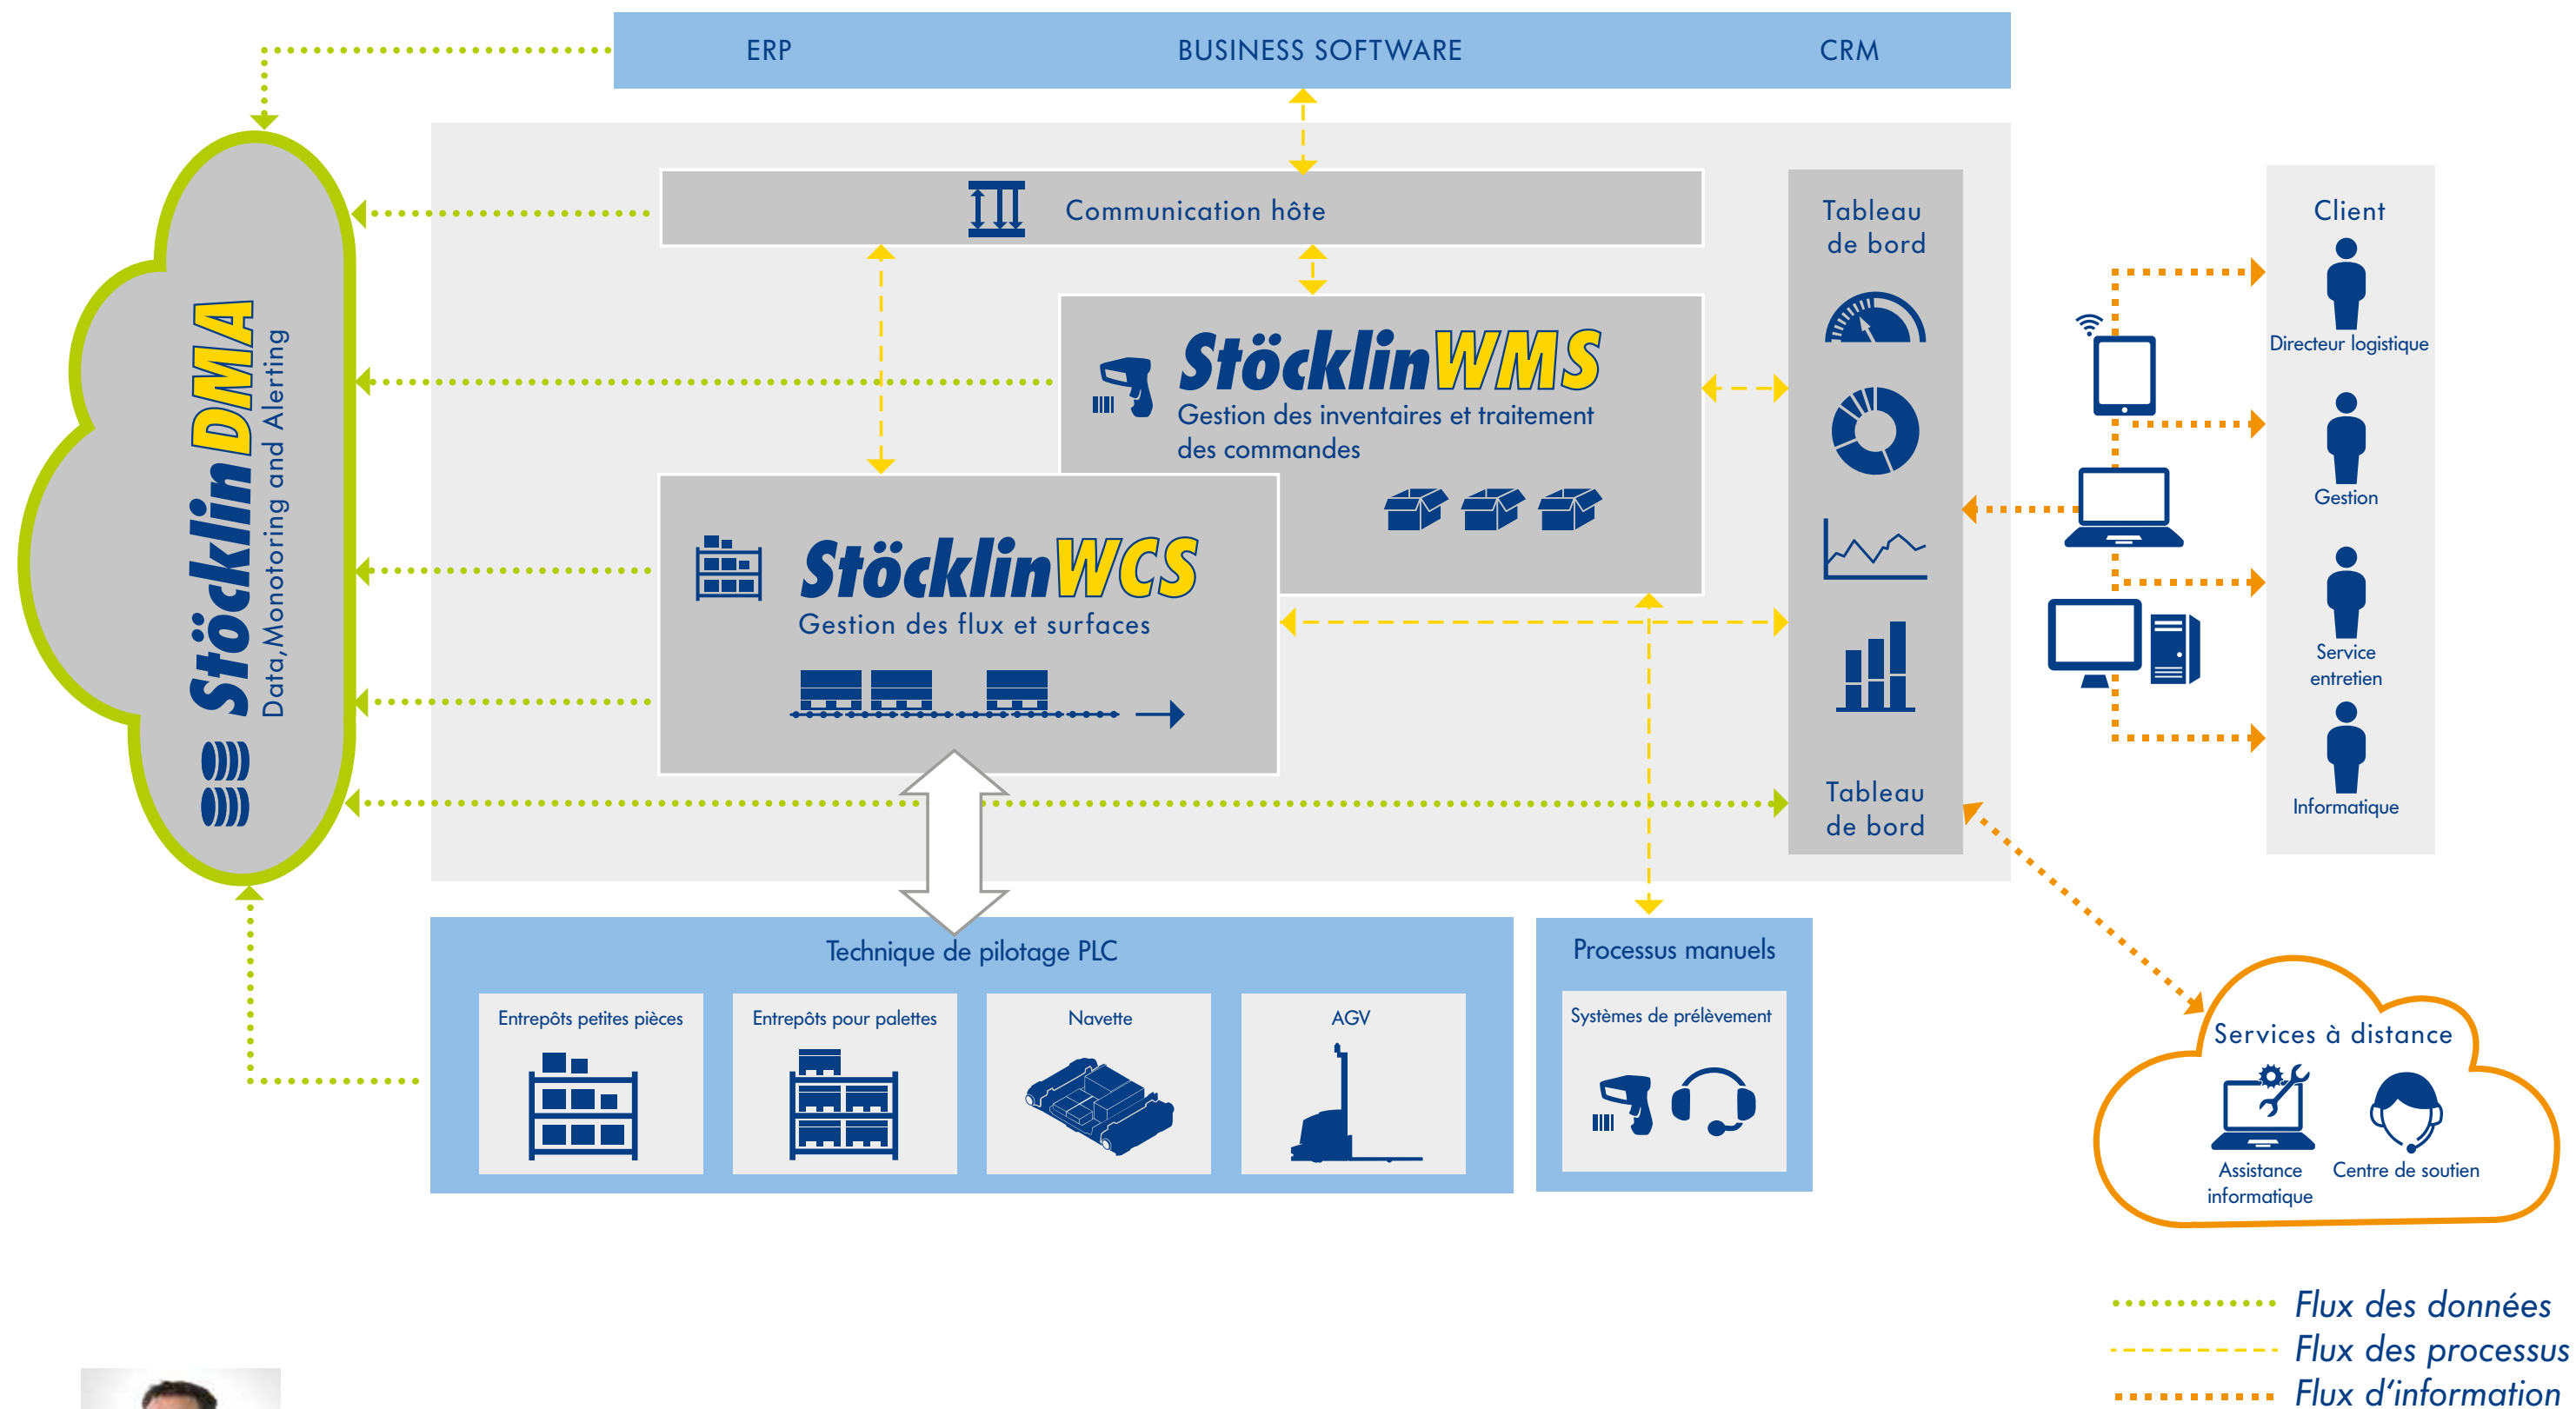 ERP
BUSINESS SOFTWARE
CRM
Communication hôte
Tableau
de bord
Client
Directeur logistique
StöcklinWMS
Gestion des inventaires et traitement
des commandes
Gestion
StöcklinDMA
Data,Monotoring and Alerting
StöcklinWCS
Gestion des flux et surfaces
Service
entretien
Tableau
de bord
Informatique
Technique de pilotage PLC
Entrepôts petites pièces
Entrepôts pour palettes
Navette
AGV
Processus manuels
Systèmes de prélèvement
Services à distance
Assistance
informatique
Centre de soutien
Flux des données
Flux des processus
Flux d‘information